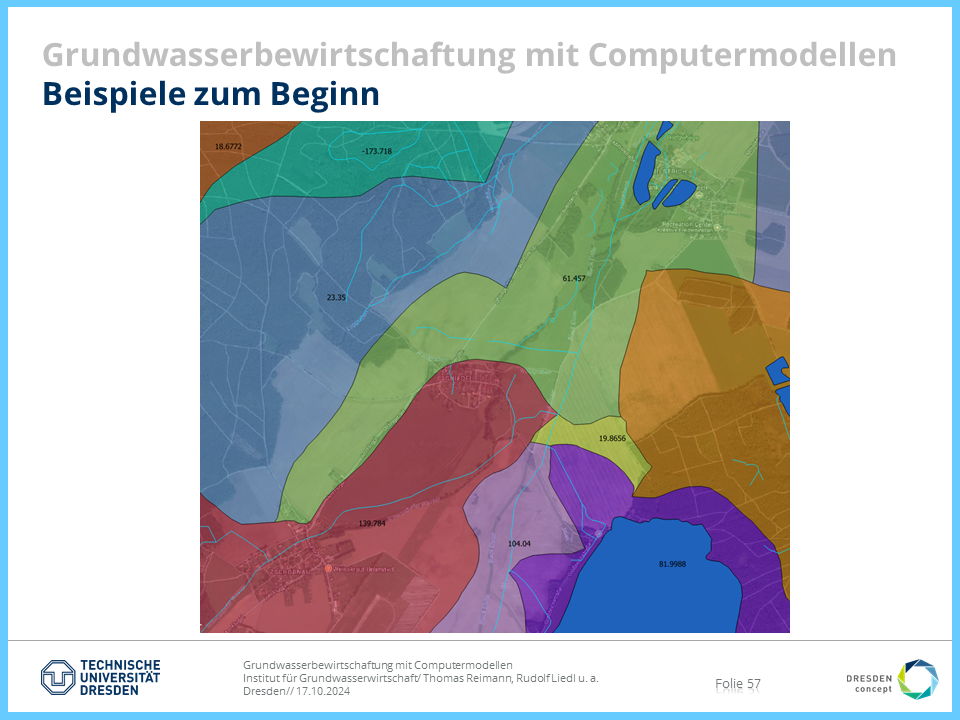 Grundwasserbewirtschaftung mit Computermodellen
Beispiele zum Beginn
18.6772
-173.718
Recreation Center
61.457
23.35
19.8656
139.784
104.04
81.9988
TECHNISCHE
UNIVERSITÄT
DRESDEN
Grundwasserbewirtschaftung mit Computermodellen
Institut für Grundwasserwirtschaft/ Thomas Reimann, Rudolf Liedl u. a.
Dresden// 17.10.2024
Folie 57
DRESDEN
concept